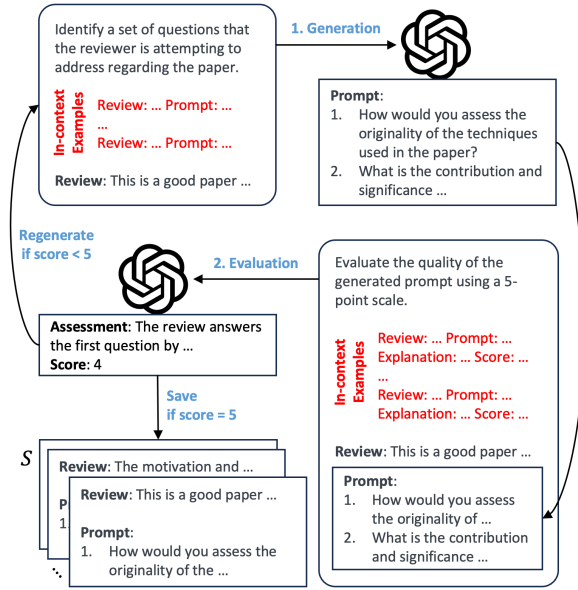 Identify a set of questions
that the reviewer is attempting to
address regarding the paper.
In-context
Examples
Review: ... Prompt: ...
...
Review: ... Prompt: ...
Review: This is a good paper ...
1. Generation
Prompt:
1. How would you assess the
originality of the techniques
used in the paper?
2. What is the contribution and
significance ...
Regenerate
if score < 5
2. Evaluation
Evaluate the quality of the
generated prompt using a 5-
point scale.
In-context
Examples
Review: ... Prompt: ...
Explanation: ... Score: ...
...
Review: ... Prompt: ...
Explanation: ... Score: ...
Review: This is a good paper ...
Prompt:
1. How would you assess
the originality of ...
2. What is the contribution
and significance ...
Assessment: The review answers
the first question by ...
Score: 4
Save
if score = 5
S
Review: The motivation and ...
P
1.
Review: This is a good paper ...
Prompt:
1. How would you assess the
originality of the ...
...